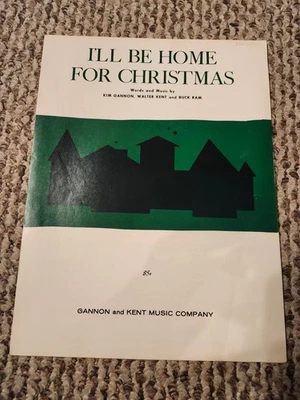 I'LL BE HOME
FOR CHRISTMAS
Words and Music by
KIM GANNON, WALTER KENT and BUCK RAM
GANNON and KENT MUSIC COMPANY